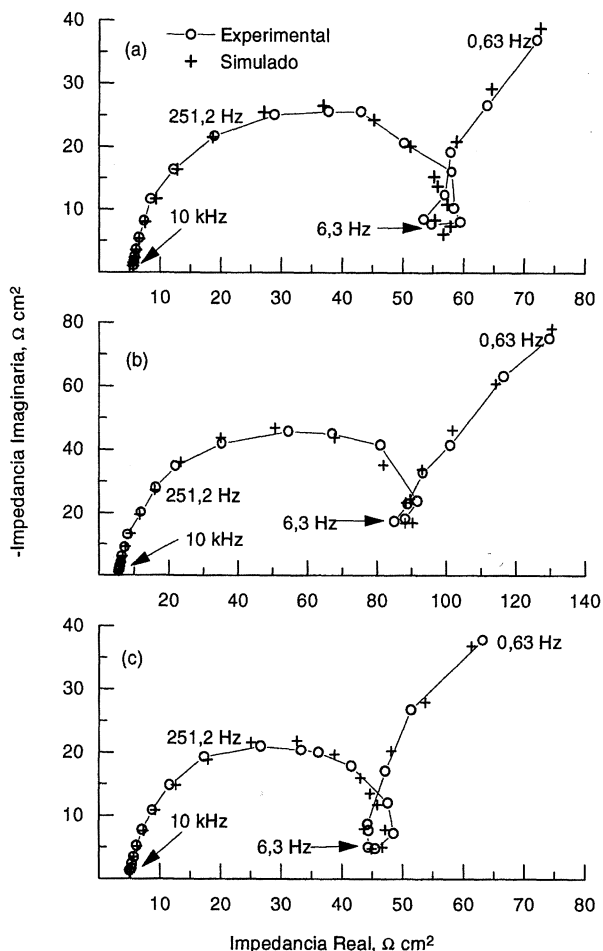 40
(a)
Experimental
Simulado
0,63 Hz
30
251,2 Hz
20
10 kHz
10
6,3 Hz
10 20 30 40 50 60 70 80
80
(b)
0,63 Hz
60
40
251,2 Hz
20
10 kHz
6,3 Hz
20 40 60 80 100 120 140
40
(c)
0,63 Hz
30
251,2 Hz
20
10 kHz
10
6,3 Hz
10 20 30 40 50 60 70 80
-Impedancia Imaginaria, Ω cm2
Impedancia Real, Ω cm2